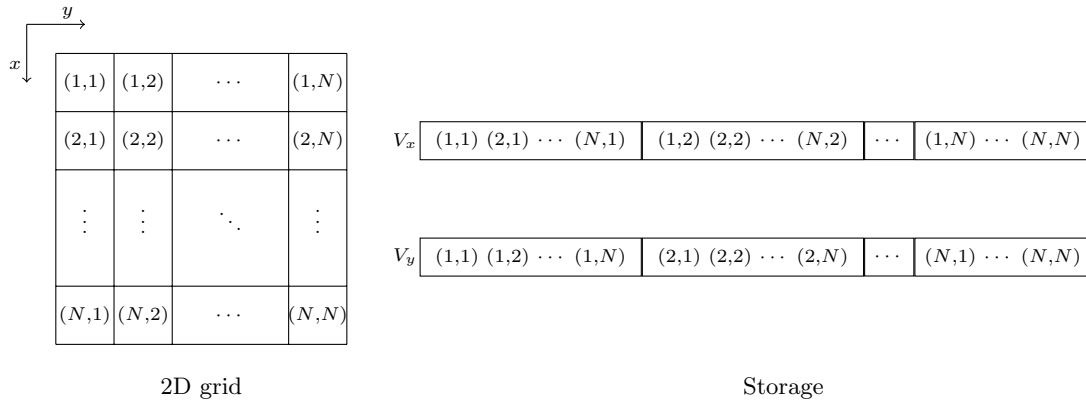 y
x
(1,1) (1,2) ⋯ (1,N)
(2,1) (2,2) ⋯ (2,N)
⋮ ⋮ ⋱ ⋮
(N,1) (N,2) ⋯ (N,N)
2D grid
V_x (1,1) (2,1) ⋯ (N,1) (1,2) (2,2) ⋯ (N,2) ⋯ (1,N) ⋯ (N,N)
V_y (1,1) (1,2) ⋯ (1,N) (2,1) (2,2) ⋯ (2,N) ⋯ (N,1) ⋯ (N,N)
Storage